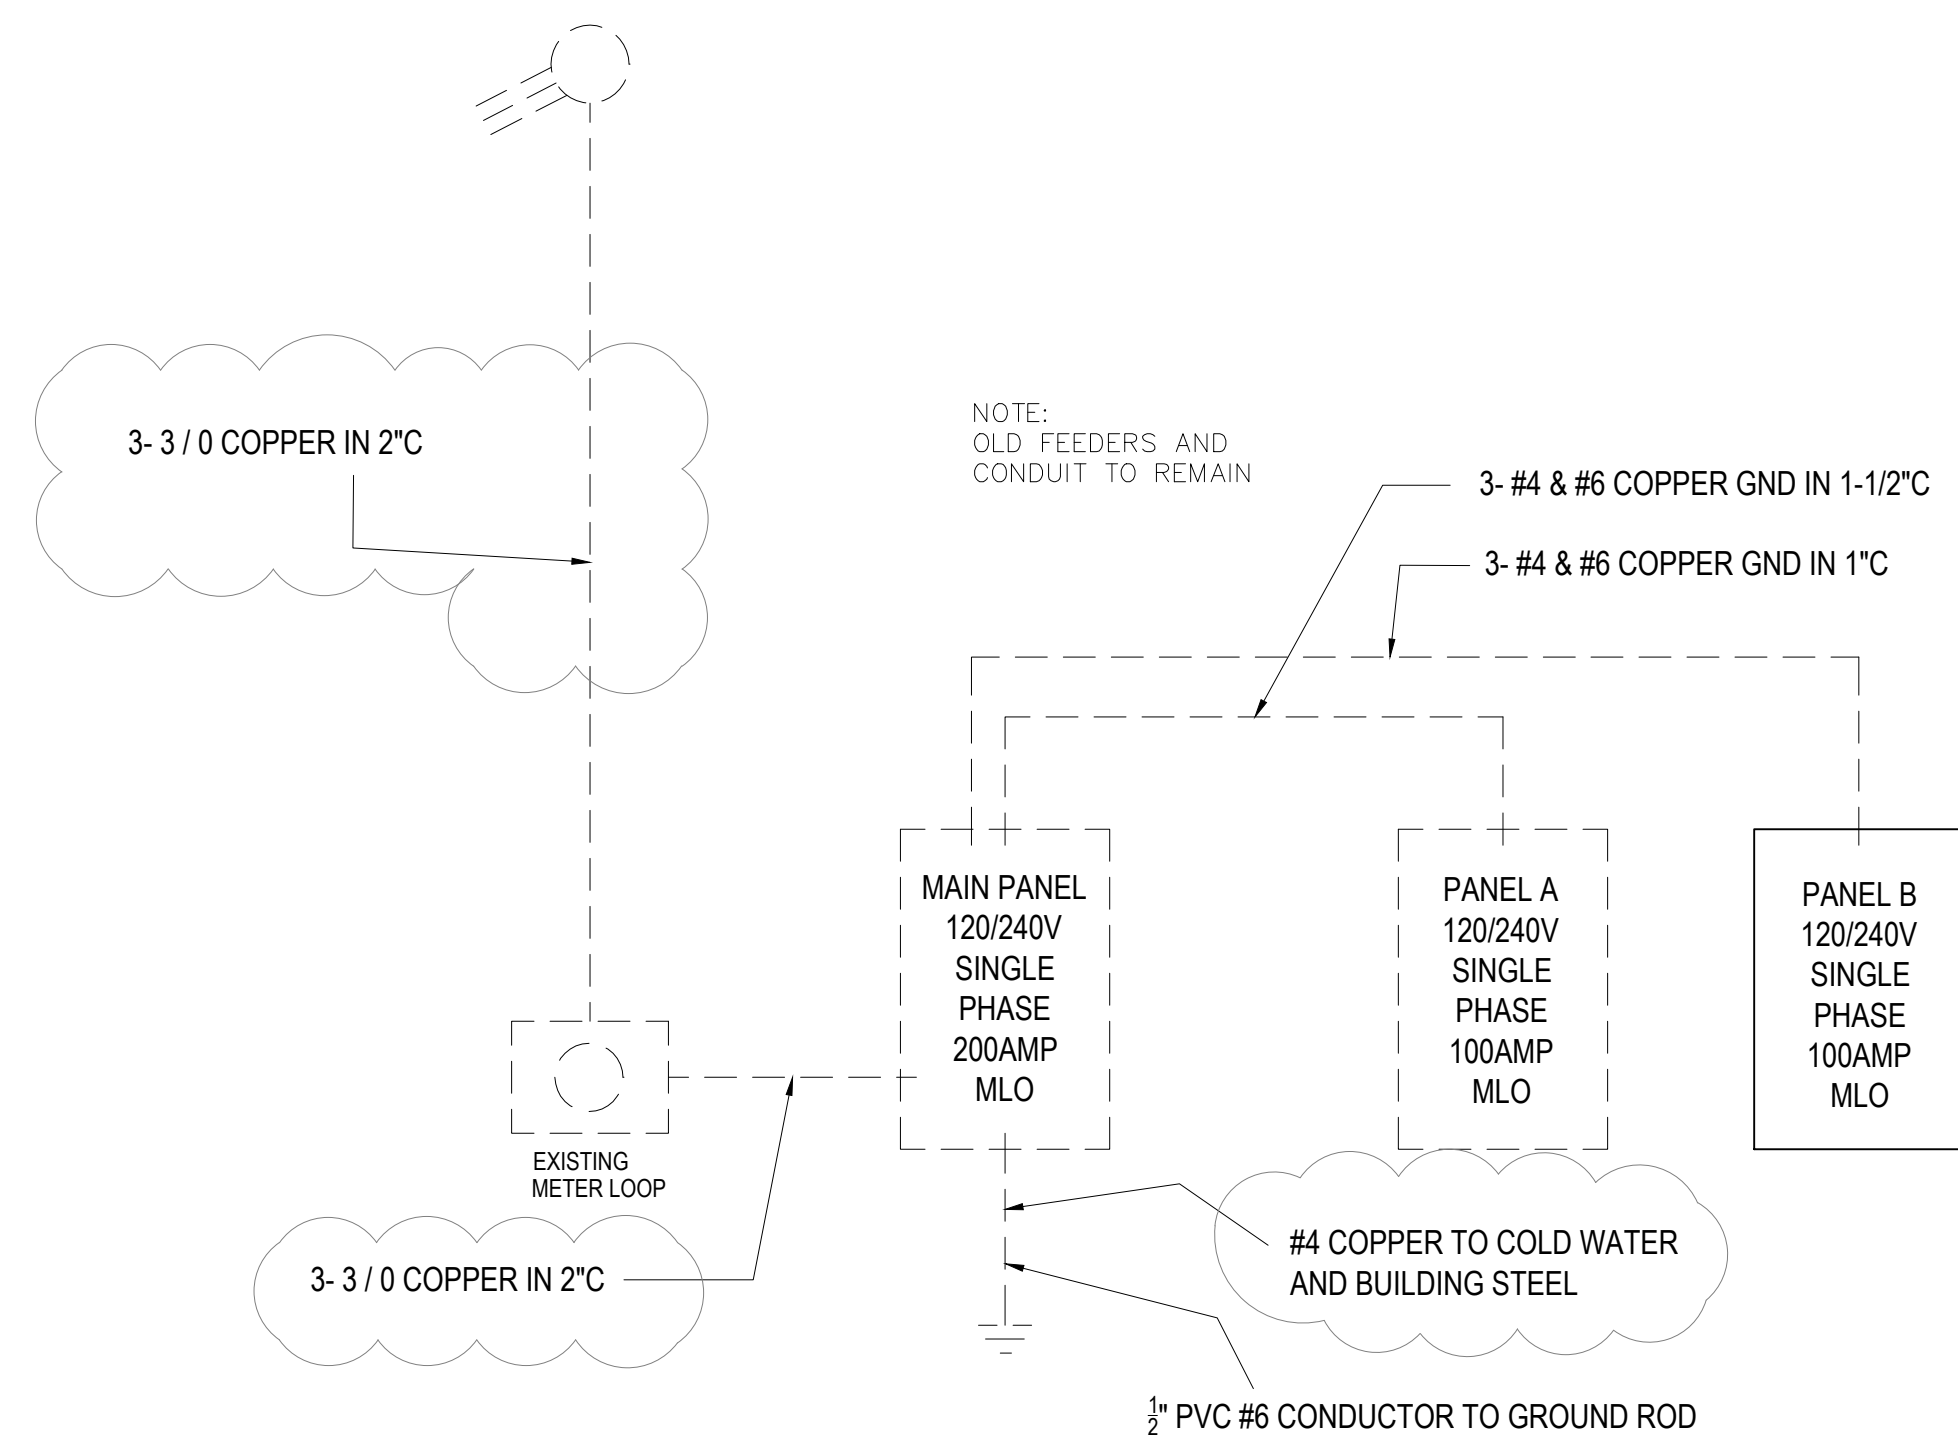 3- 3 / 0 COPPER IN 2"C
NOTE:
OLD FEEDERS AND
CONDUIT TO REMAIN
3- #4 & #6 COPPER GND IN 1-1/2"C
3- #4 & #6 COPPER GND IN 1"C
MAIN PANEL
120/240V
SINGLE
PHASE
200AMP
MLO
PANEL A
120/240V
SINGLE
PHASE
100AMP
MLO
PANEL B
120/240V
SINGLE
PHASE
100AMP
MLO
EXISTING
METER LOOP
3- 3 / 0 COPPER IN 2"C
#4 COPPER TO COLD WATER
AND BUILDING STEEL
½" PVC #6 CONDUCTOR TO GROUND ROD